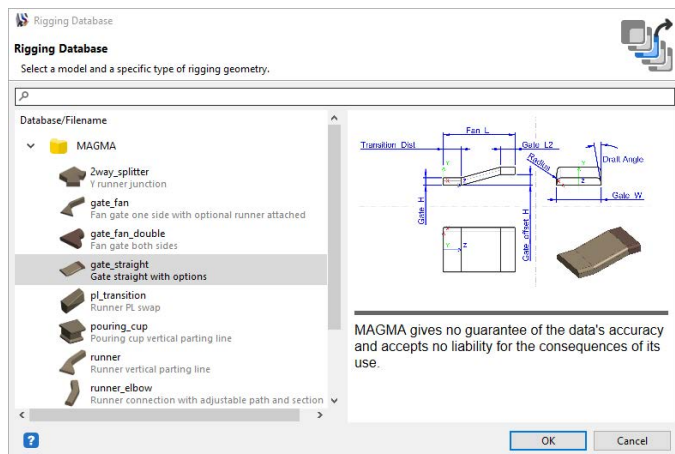 Rigging Database
Rigging Database
Select a model and a specific type of rigging geometry.
Database/Filename
MAGMA
2way_splitter
Y runner junction
gate_fan
Fan gate one side with optional runner attached
gate_fan_double
Fan gate both sides
gate_straight
Gate straight with options
pl_transition
Runner PL swap
pouring_cup
Pouring cup vertical parting line
runner
Runner vertical parting line
runner_elbow
Runner connection with adjustable path and section
Fan L
Transition Dist
Gate L2
Radius
Draft Angle
Gate W
Gate H
Gate offset H
Y
Z
Y
Z
Y
Z
MAGMA gives no guarantee of the data's accuracy
and accepts no liability for the consequences of its
use.
?
OK
Cancel